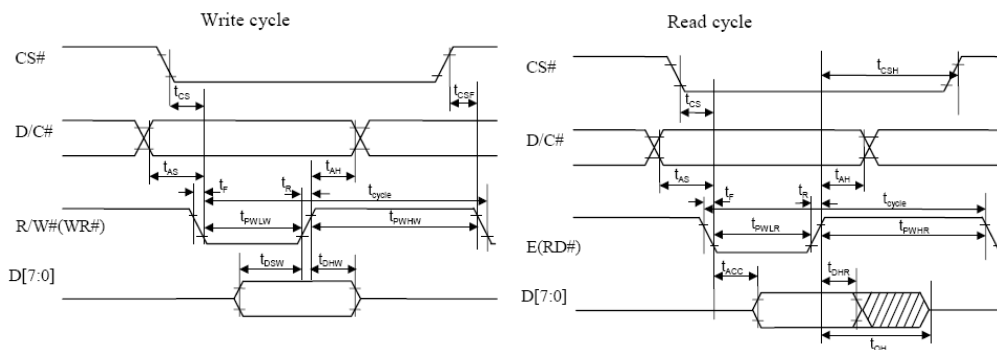 Write cycle
CS#
tCS
tCSF
D/C#
tAS
tF
tR
tAH
tcycle
R/W#(WR#)
tPWLW
tPWHW
D[7:0]
tDSW
tDHW
Read cycle
CS#
tCSH
tCS
D/C#
tAS
tF
tR
tAH
tcycle
E(RD#)
tPWLR
tPWHR
D[7:0]
tACC
tDHR
tOH